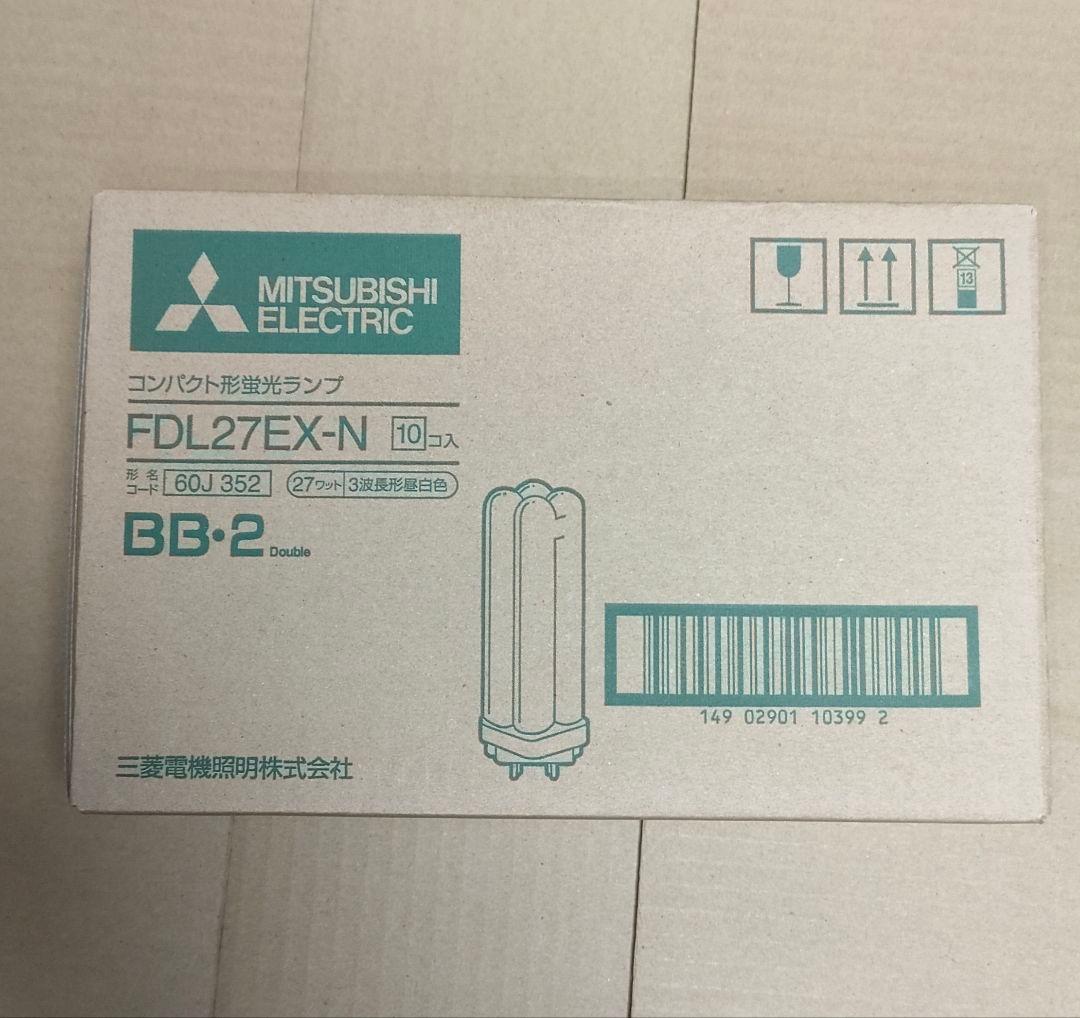 MITSUBISHI
ELECTRIC
コンパクト形蛍光ランプ
FDL27EX-N 10コ入
形名
コード 60J 352 27ワット 3波長形昼白色
BB・2 Double
13
149 02901 10399 2
三菱電機照明株式会社